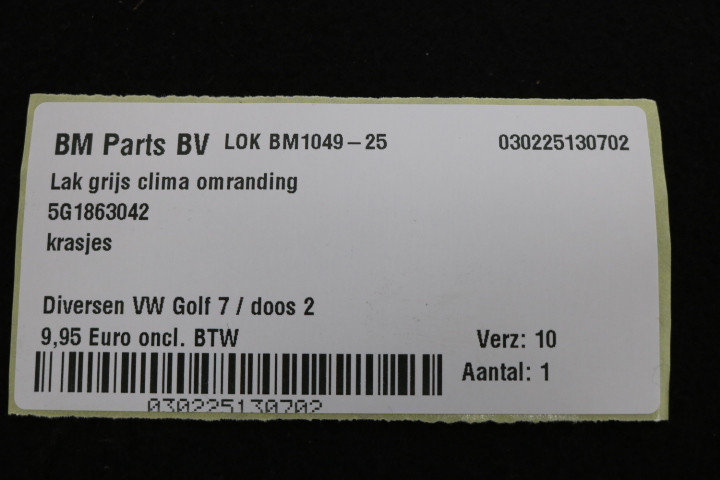 BM Parts BV LOK BM1049-25 030225130702
Lak grijs clima omranding
5G1863042
krasjes
Diversen VW Golf 7 / doos 2
9,95 Euro oncl. BTW Verz: 10
Aantal: 1
030225130702